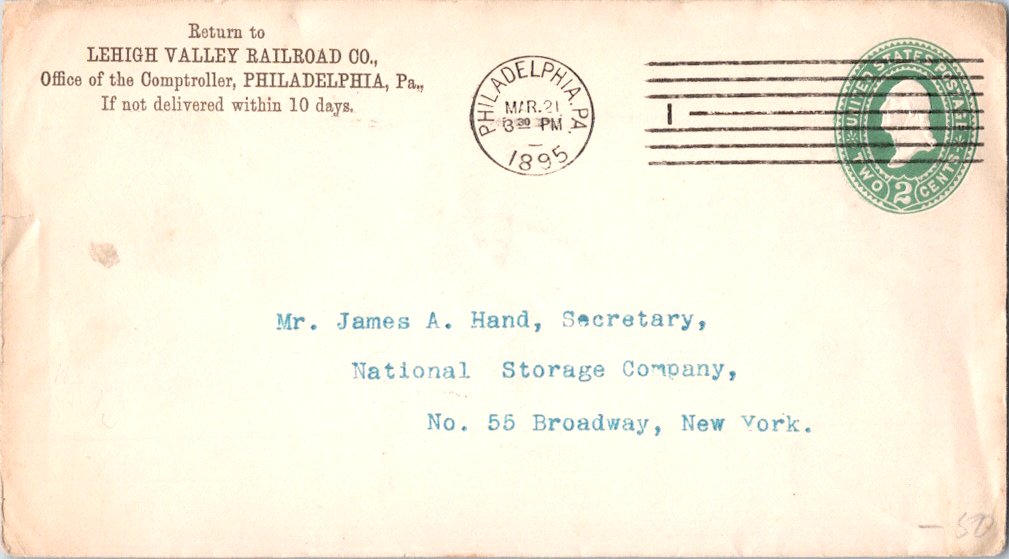 Return to
LEHIGH VALLEY RAILROAD CO.,
Office of the Comptroller, PHILADELPHIA, Pa.,
If not delivered within 10 days.
PHILADELPHIA, PA.
MAR. 21
3 30 PM
1895
1
UNITED STATES POSTAGE
TWO 2 CENTS
Mr. James A. Hand, Secretary,
National Storage Company,
No. 55 Broadway, New York.